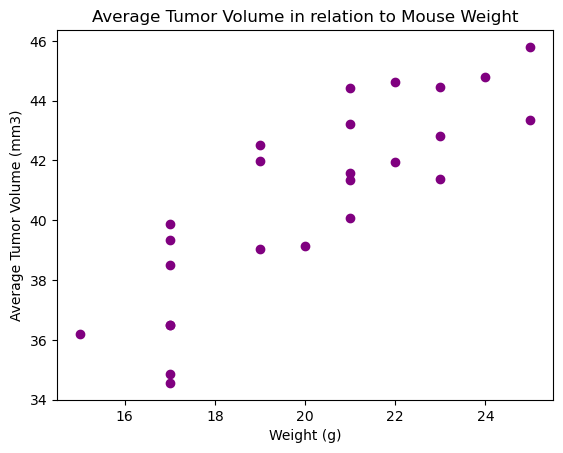 Average Tumor Volume in relation to Mouse Weight
46
44
42
40
38
36
34
Average Tumor Volume (mm3)
16 18 20 22 24
Weight (g)